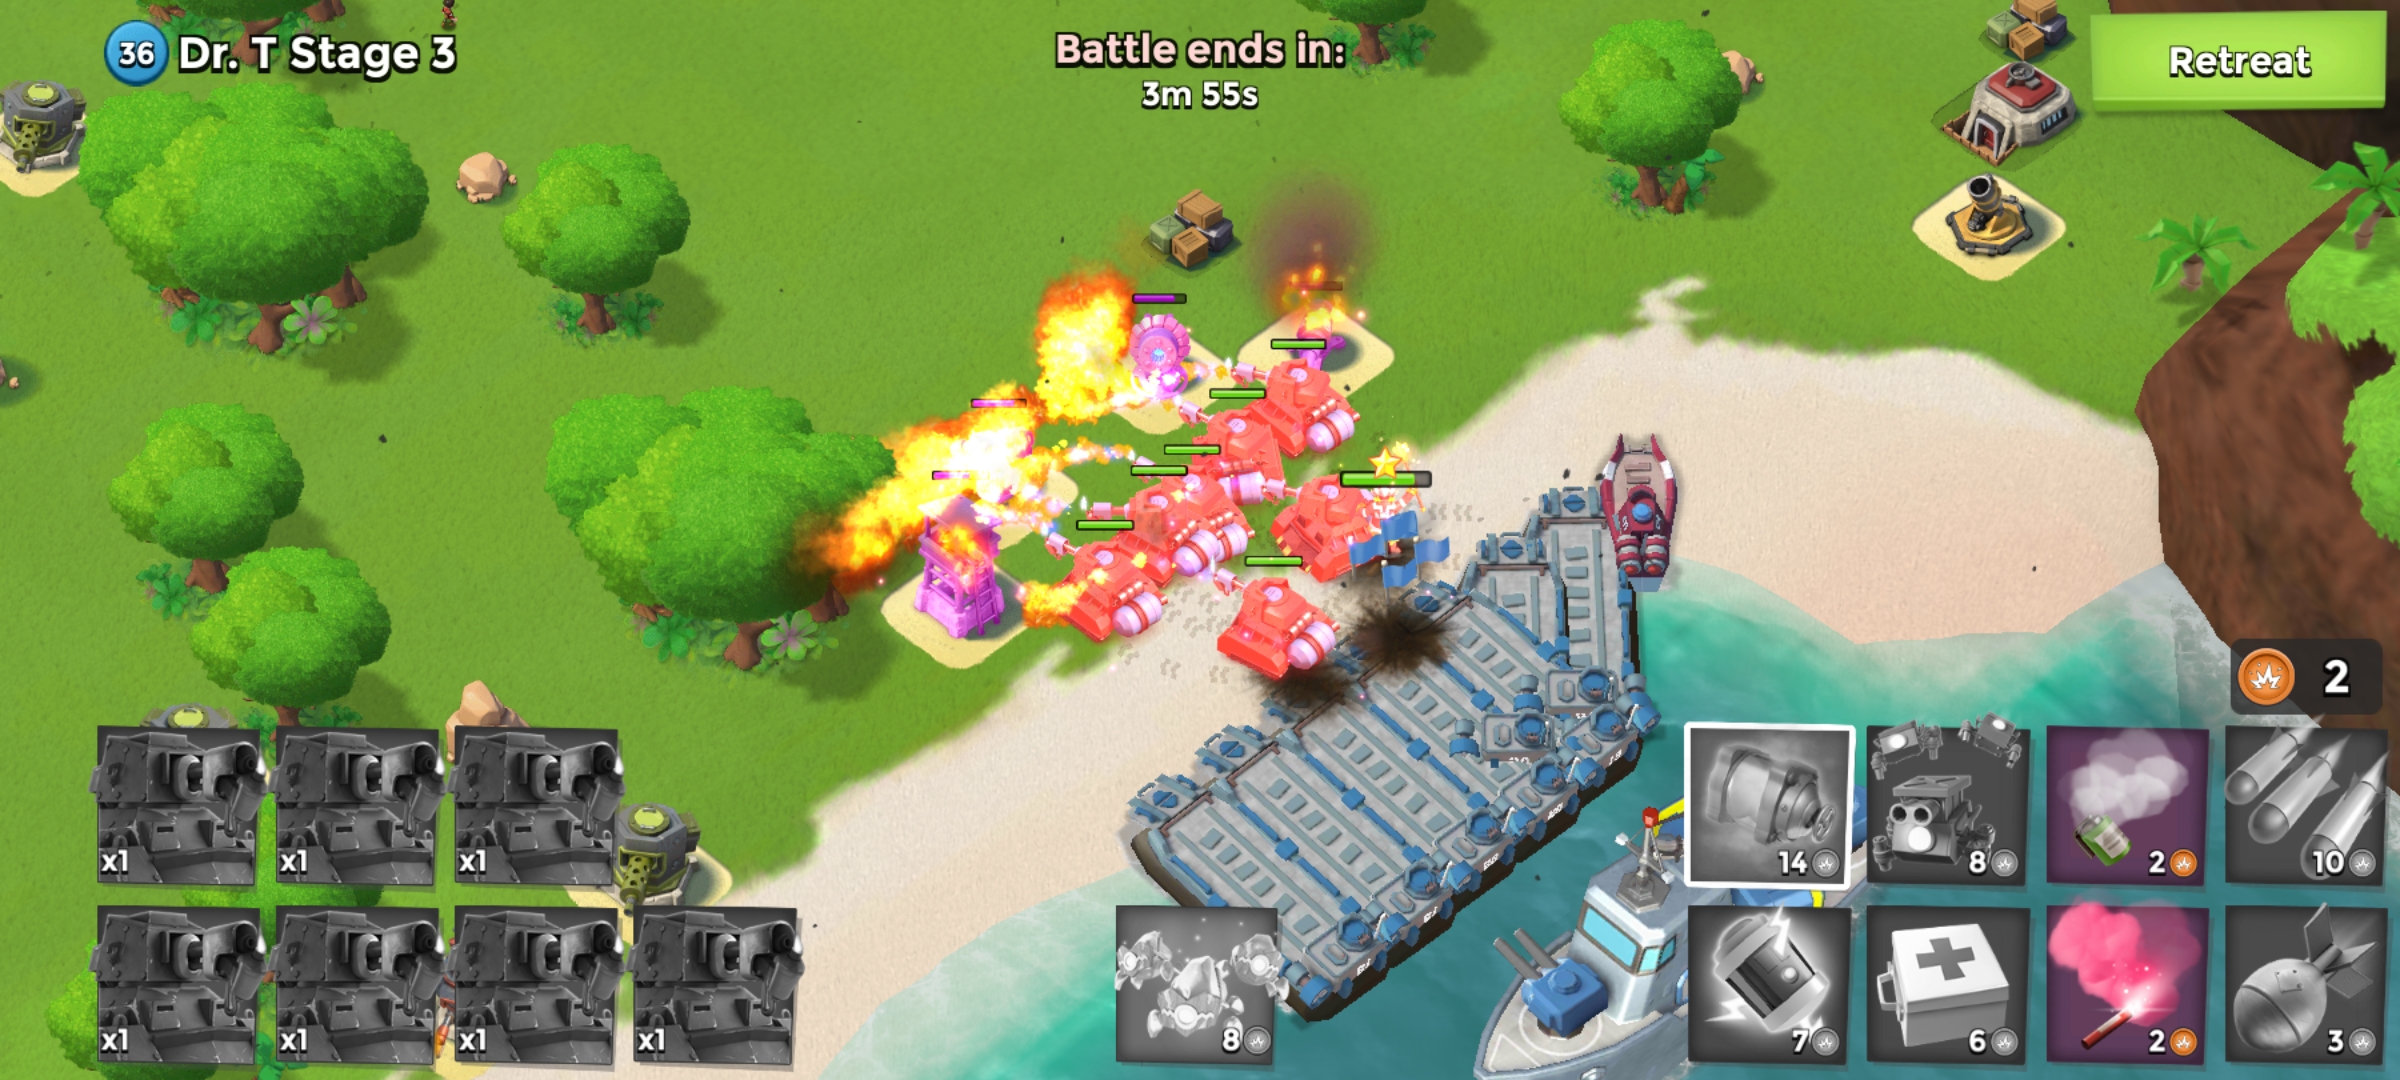 36 Dr. T Stage 3
Battle ends in:
3m 55s
Retreat
2
x1 x1 x1
14 8 2 10
x1 x1 x1 x1
8 7 6 2 3